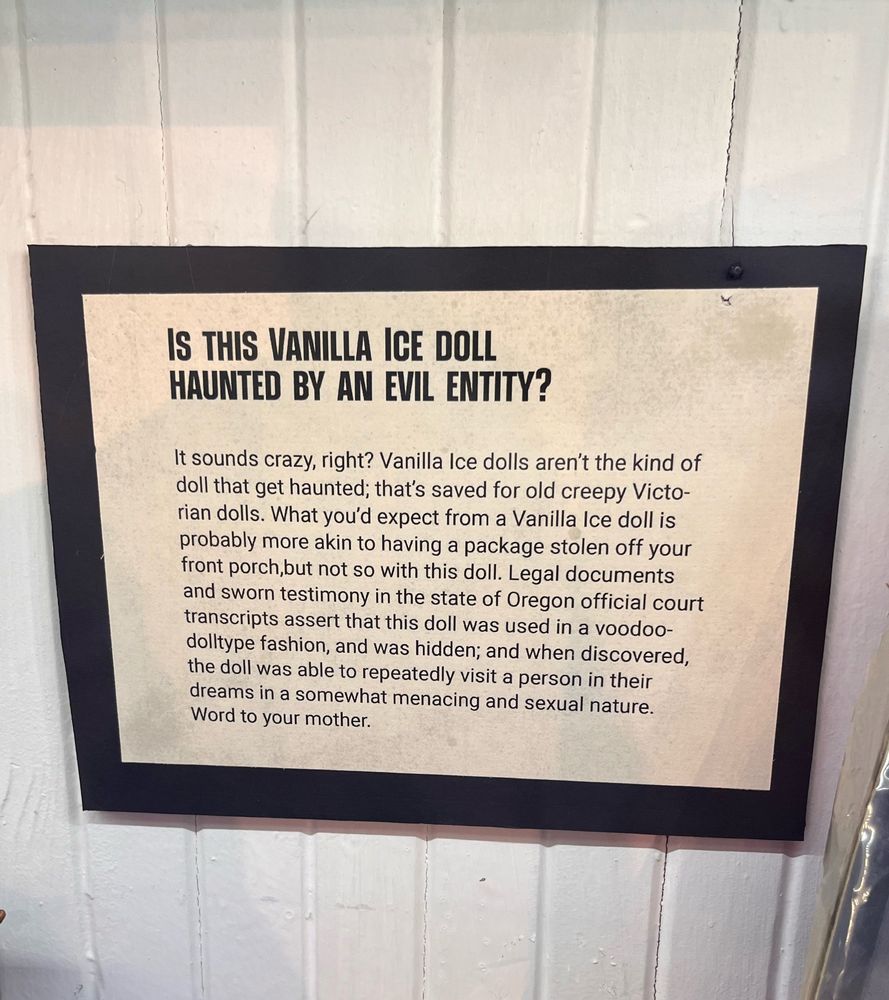 Is this Vanilla Ice doll
haunted by an evil entity?
It sounds crazy, right? Vanilla Ice dolls aren't the kind of
doll that get haunted; that's saved for old creepy Victo-
rian dolls. What you'd expect from a Vanilla Ice doll is
probably more akin to having a package stolen off your
front porch,but not so with this doll. Legal documents
and sworn testimony in the state of Oregon official court
transcripts assert that this doll was used in a voodoo-
dolltype fashion, and was hidden; and when discovered,
the doll was able to repeatedly visit a person in their
dreams in a somewhat menacing and sexual nature.
Word to your mother.